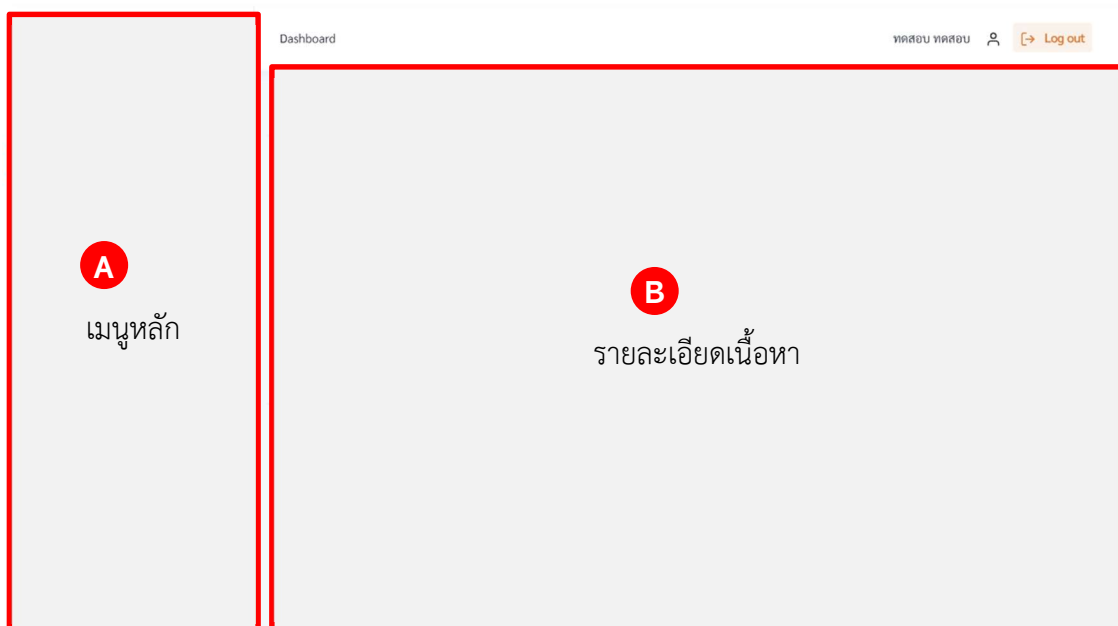 Dashboard
ทดสอบ ทดสอบ
Log out
A
เมนูหลัก
B
รายละเอียดเนื้อหา